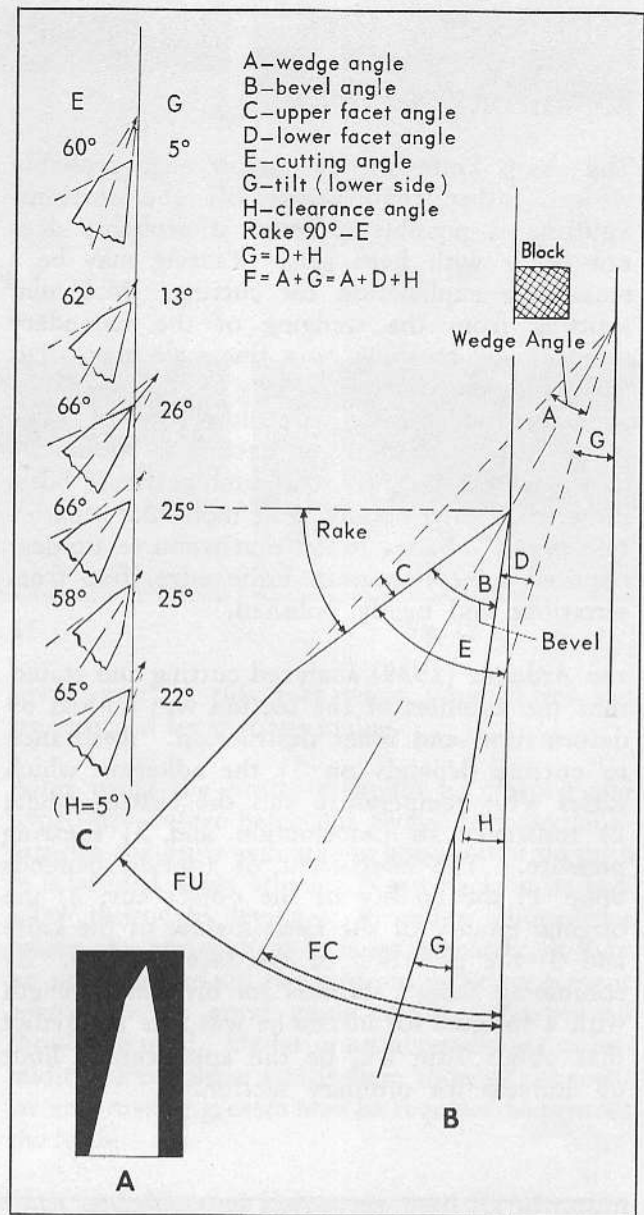 E G
60° 5°
62° 13°
66° 26°
66° 25°
58° 25°
65° 22°
(H=5°)
C
A—wedge angle
B—bevel angle
C—upper facet angle
D—lower facet angle
E—cutting angle
G—tilt (lower side)
H—clearance angle
Rake 90°-E
G=D+H
F=A+G=A+D+H
Block
Wedge Angle
A
G
Rake
C
B
D
E
Bevel
H
FU
FC
G
B
A